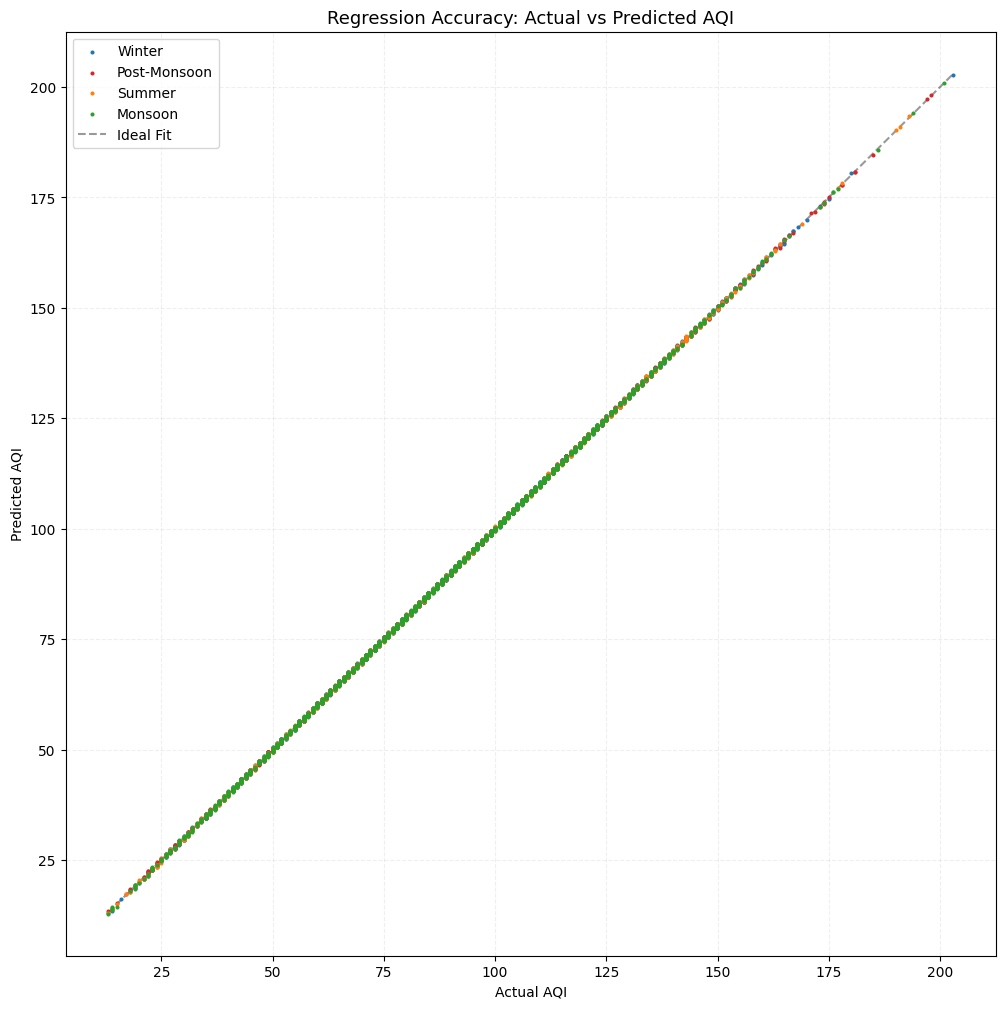 Regression Accuracy: Actual vs Predicted AQI
Winter
Post-Monsoon
Summer
Monsoon
Ideal Fit
200
175
150
125
100
75
50
25
Predicted AQI
25 50 75 100 125 150 175 200
Actual AQI